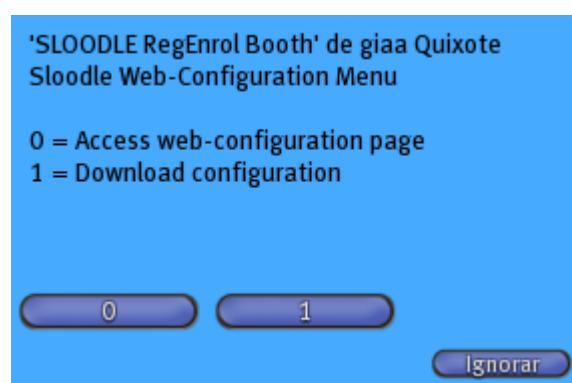 'SLOODLE RegEnrol Booth' de giaa Quixote
Sloodle Web-Configuration Menu
0 = Access web-configuration page
1 = Download configuration
0 1
Ignorar